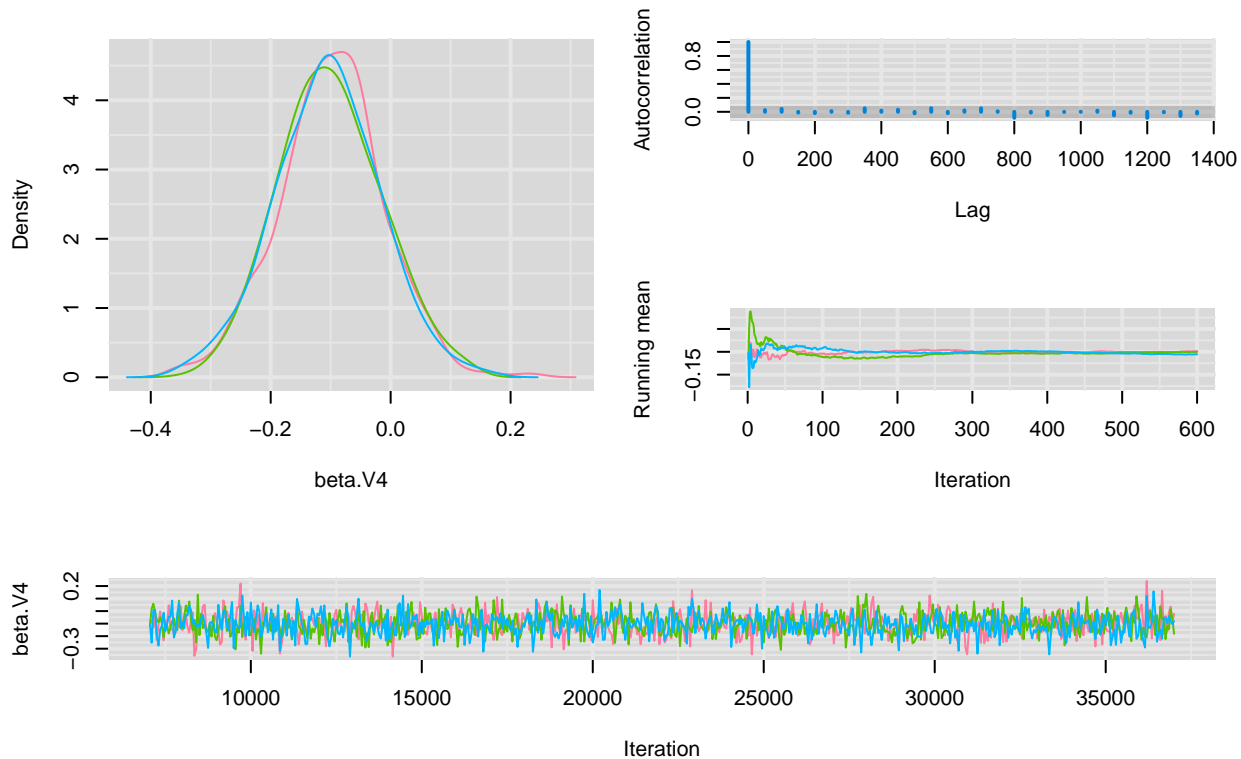 Density
4
3
2
1
0
−0.4 −0.2 0.0 0.2
beta.V4
Autocorrelation
0.8
0.0
0 200 400 600 800 1000 1200 1400
Lag
Running mean
−0.15
0 100 200 300 400 500 600
Iteration
beta.V4
0.2
−0.3
10000 15000 20000 25000 30000 35000
Iteration